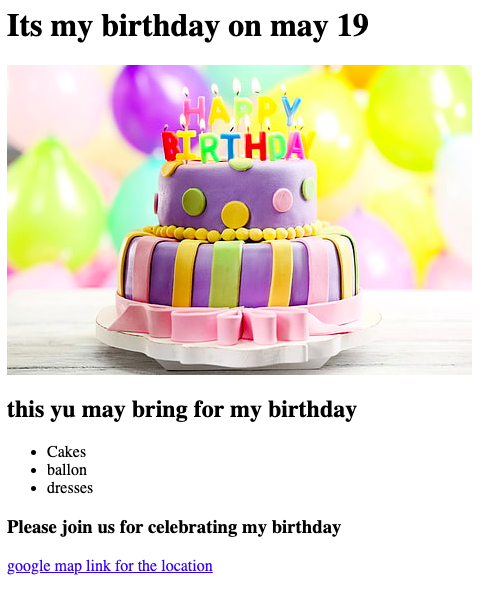 Its my birthday on may 19
HAPPY
BIRTHDAY
this yu may bring for my birthday
Cakes
ballon
dresses
Please join us for celebrating my birthday
google map link for the location